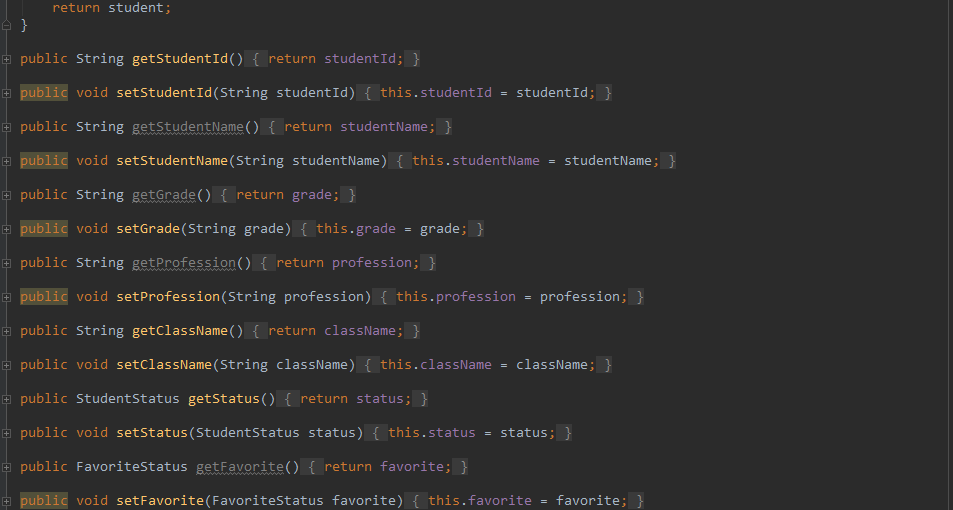 return student;
}
public String getStudentId() { return studentId; }
public void setStudentId(String studentId) { this.studentId = studentId; }
public String getStudentName() { return studentName; }
public void setStudentName(String studentName) { this.studentName = studentName; }
public String getGrade() { return grade; }
public void setGrade(String grade) { this.grade = grade; }
public String getProfession() { return profession; }
public void setProfession(String profession) { this.profession = profession; }
public String getClassName() { return className; }
public void setClassName(String className) { this.className = className; }
public StudentStatus getStatus() { return status; }
public void setStatus(StudentStatus status) { this.status = status; }
public FavoriteStatus getFavorite() { return favorite; }
public void setFavorite(FavoriteStatus favorite) { this.favorite = favorite; }